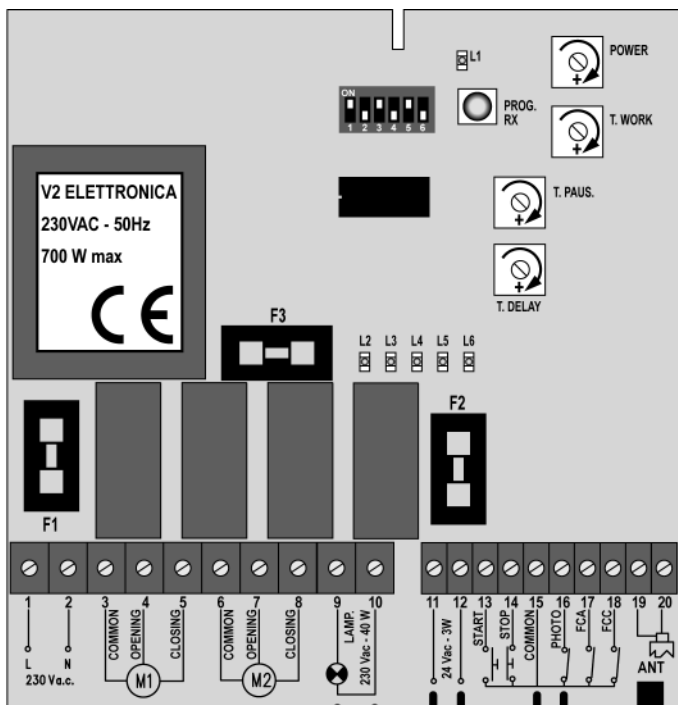 L1
POWER
ON
1 2 3 4 5 6
PROG.
RX
T. WORK
V2 ELETTRONICA
230VAC - 50Hz
700 W max
CE
T. PAUS.
T. DELAY
F3
L2 L3 L4 L5 L6
F1
F2
1 2 3 4 5 6 7 8 9 10
11 12 13 14 15 16 17 18 19 20
L N
230 V a.c.
COMMON
OPENING
CLOSING
M1
COMMON
OPENING
CLOSING
M2
LAMP.
230 Vac - 40 W
24 Vac - 3W
START
STOP
COMMON
PHOTO
FCA
FCC
ANT